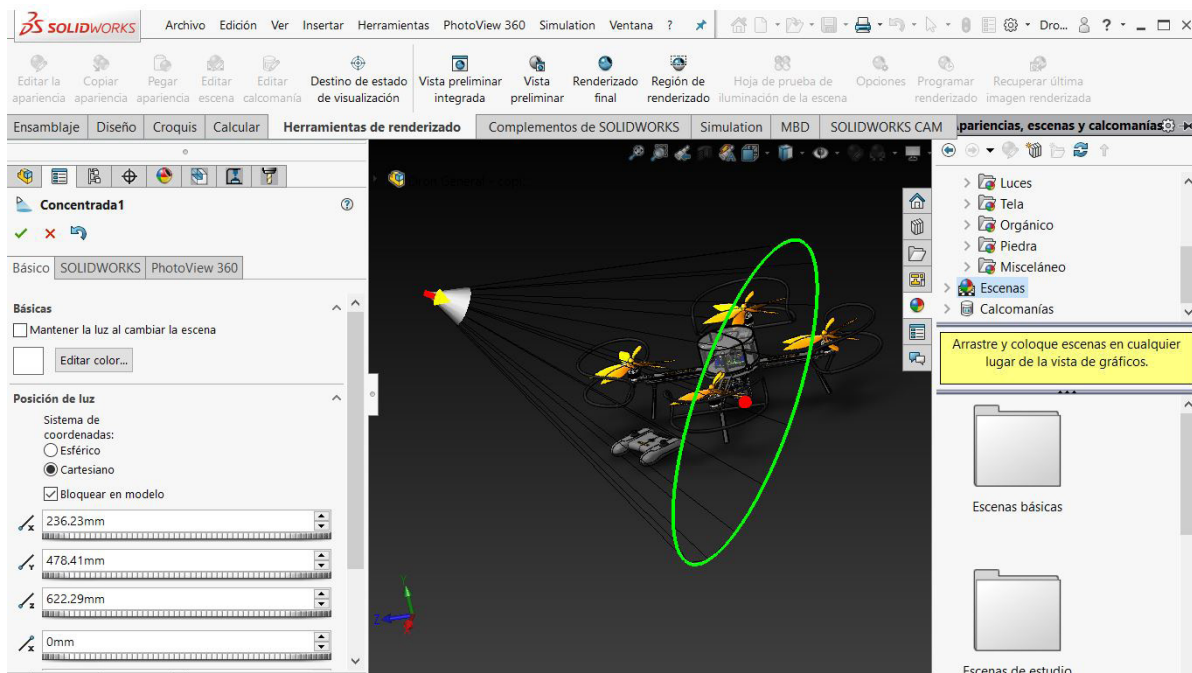 SOLIDWORKS Archivo Edición Ver Insertar Herramientas PhotoView 360 Simulation Ventana ? Dro... ?
Editar la apariencia
Copiar apariencia
Pegar apariencia
Editar escena
Editar calcomanía
Destino de estado de visualización
Vista preliminar integrada
Vista preliminar
Renderizado final
Región de renderizado
Hoja de prueba de iluminación de la escena
Opciones
Programar renderizado
Recuperar última imagen renderizada
Ensamblaje Diseño Croquis Calcular Herramientas de renderizado Complementos de SOLIDWORKS Simulation MBD SOLIDWORKS CAM
Concentrada1
Básico SOLIDWORKS PhotoView 360
Básicas
Mantener la luz al cambiar la escena
Editar color...
Posición de luz
Sistema de
coordenadas:
Esférico
Cartesiano
Bloquear en modelo
X 236.23mm
Y 478.41mm
Z 622.29mm
X 0mm
Y
Z
X
pariencias, escenas y calcomanías
Luces
Tela
Orgánico
Piedra
Misceláneo
Escenas
Calcomanías
Arrastre y coloque escenas en cualquier
lugar de la vista de gráficos.
Escenas básicas
Escenas de estudio